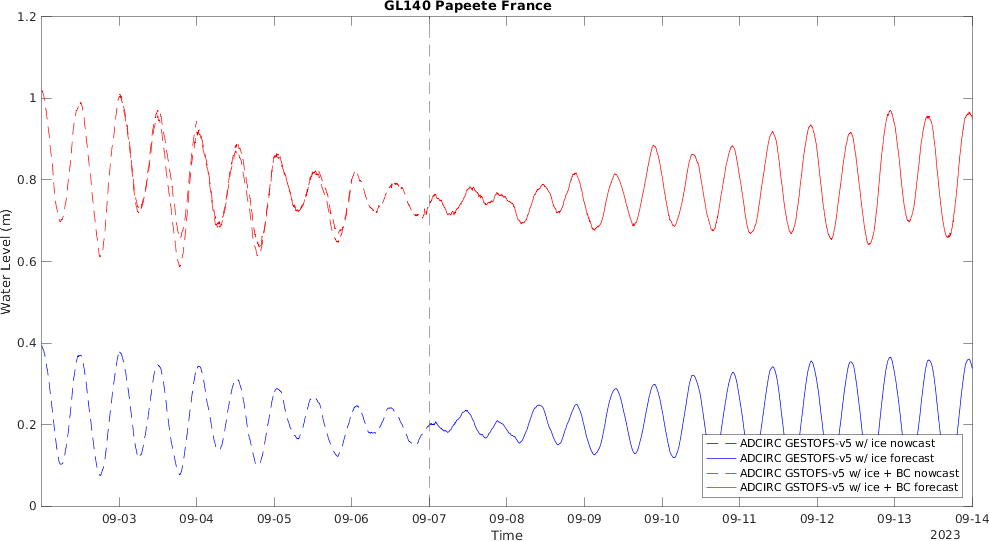 GL140 Papeete France
1.2
1
0.8
0.6
0.4
0.2
0
Water Level (m)
ADCIRC GESTOFS-v5 w/ ice nowcast
ADCIRC GESTOFS-v5 w/ ice forecast
ADCIRC GSTOFS-v5 w/ ice + BC nowcast
ADCIRC GSTOFS-v5 w/ ice + BC forecast
09-03 09-04 09-05 09-06 09-07 09-08 09-09 09-10 09-11 09-12 09-13 09-14
Time
2023